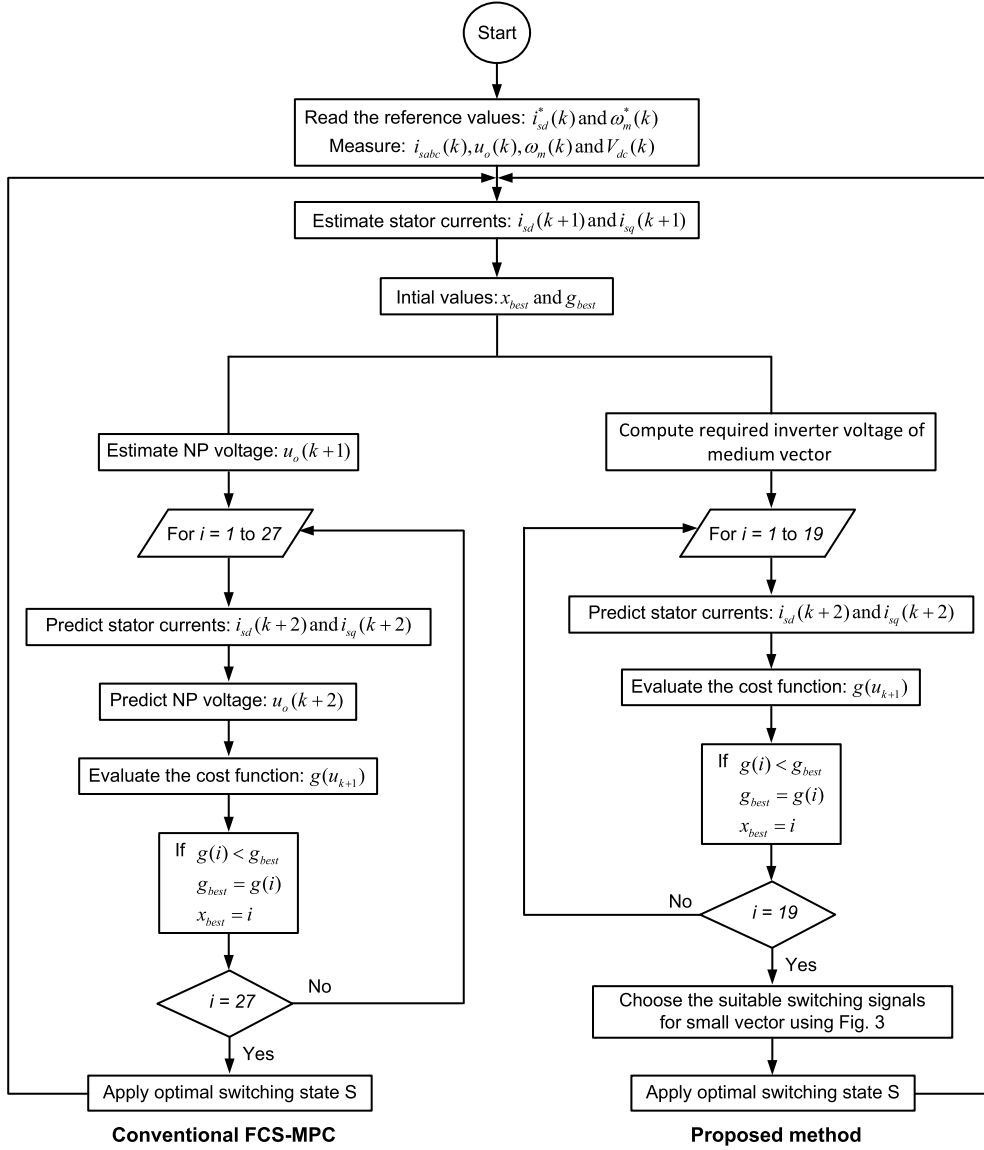 Start
Read the reference values: i*sd(k) and ω*m(k)
Measure: isabc(k), uo(k), ωm(k) and Vdc(k)
Estimate stator currents: isd(k+1) and isq(k+1)
Intial values: xbest and gbest
Estimate NP voltage: uo(k+1)
For i = 1 to 27
Predict stator currents: isd(k+2) and isq(k+2)
Predict NP voltage: uo(k+2)
Evaluate the cost function: g(uk+1)
If g(i) < gbest
gbest = g(i)
xbest = i
i = 27
No
Yes
Apply optimal switching state S
Conventional FCS-MPC
Compute required inverter voltage of
medium vector
For i = 1 to 19
Predict stator currents: isd(k+2) and isq(k+2)
Evaluate the cost function: g(uk+1)
If g(i) < gbest
gbest = g(i)
xbest = i
No
i = 19
Yes
Choose the suitable switching signals
for small vector using Fig. 3
Apply optimal switching state S
Proposed method